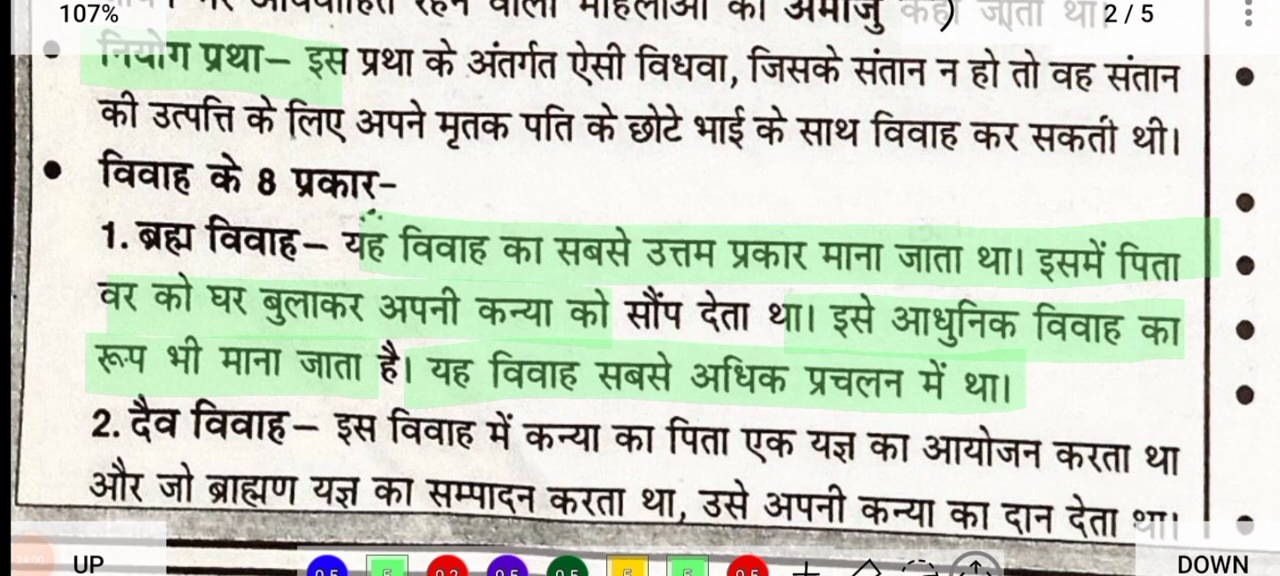 107%
वाली महिलाओं को अमाजु कहा जाता था। 2 / 5
नियोग प्रथा– इस प्रथा के अंतर्गत ऐसी विधवा, जिसके संतान न हो तो वह संतान
की उत्पत्ति के लिए अपने मृतक पति के छोटे भाई के साथ विवाह कर सकती थी।
• विवाह के 8 प्रकार–
1. ब्रह्म विवाह– यह विवाह का सबसे उत्तम प्रकार माना जाता था। इसमें पिता
वर को घर बुलाकर अपनी कन्या को सौंप देता था। इसे आधुनिक विवाह का
रूप भी माना जाता है। यह विवाह सबसे अधिक प्रचलन में था।
2. दैव विवाह– इस विवाह में कन्या का पिता एक यज्ञ का आयोजन करता था
और जो ब्राह्मण यज्ञ का सम्पादन करता था, उसे अपनी कन्या का दान देता था।
UP
DOWN